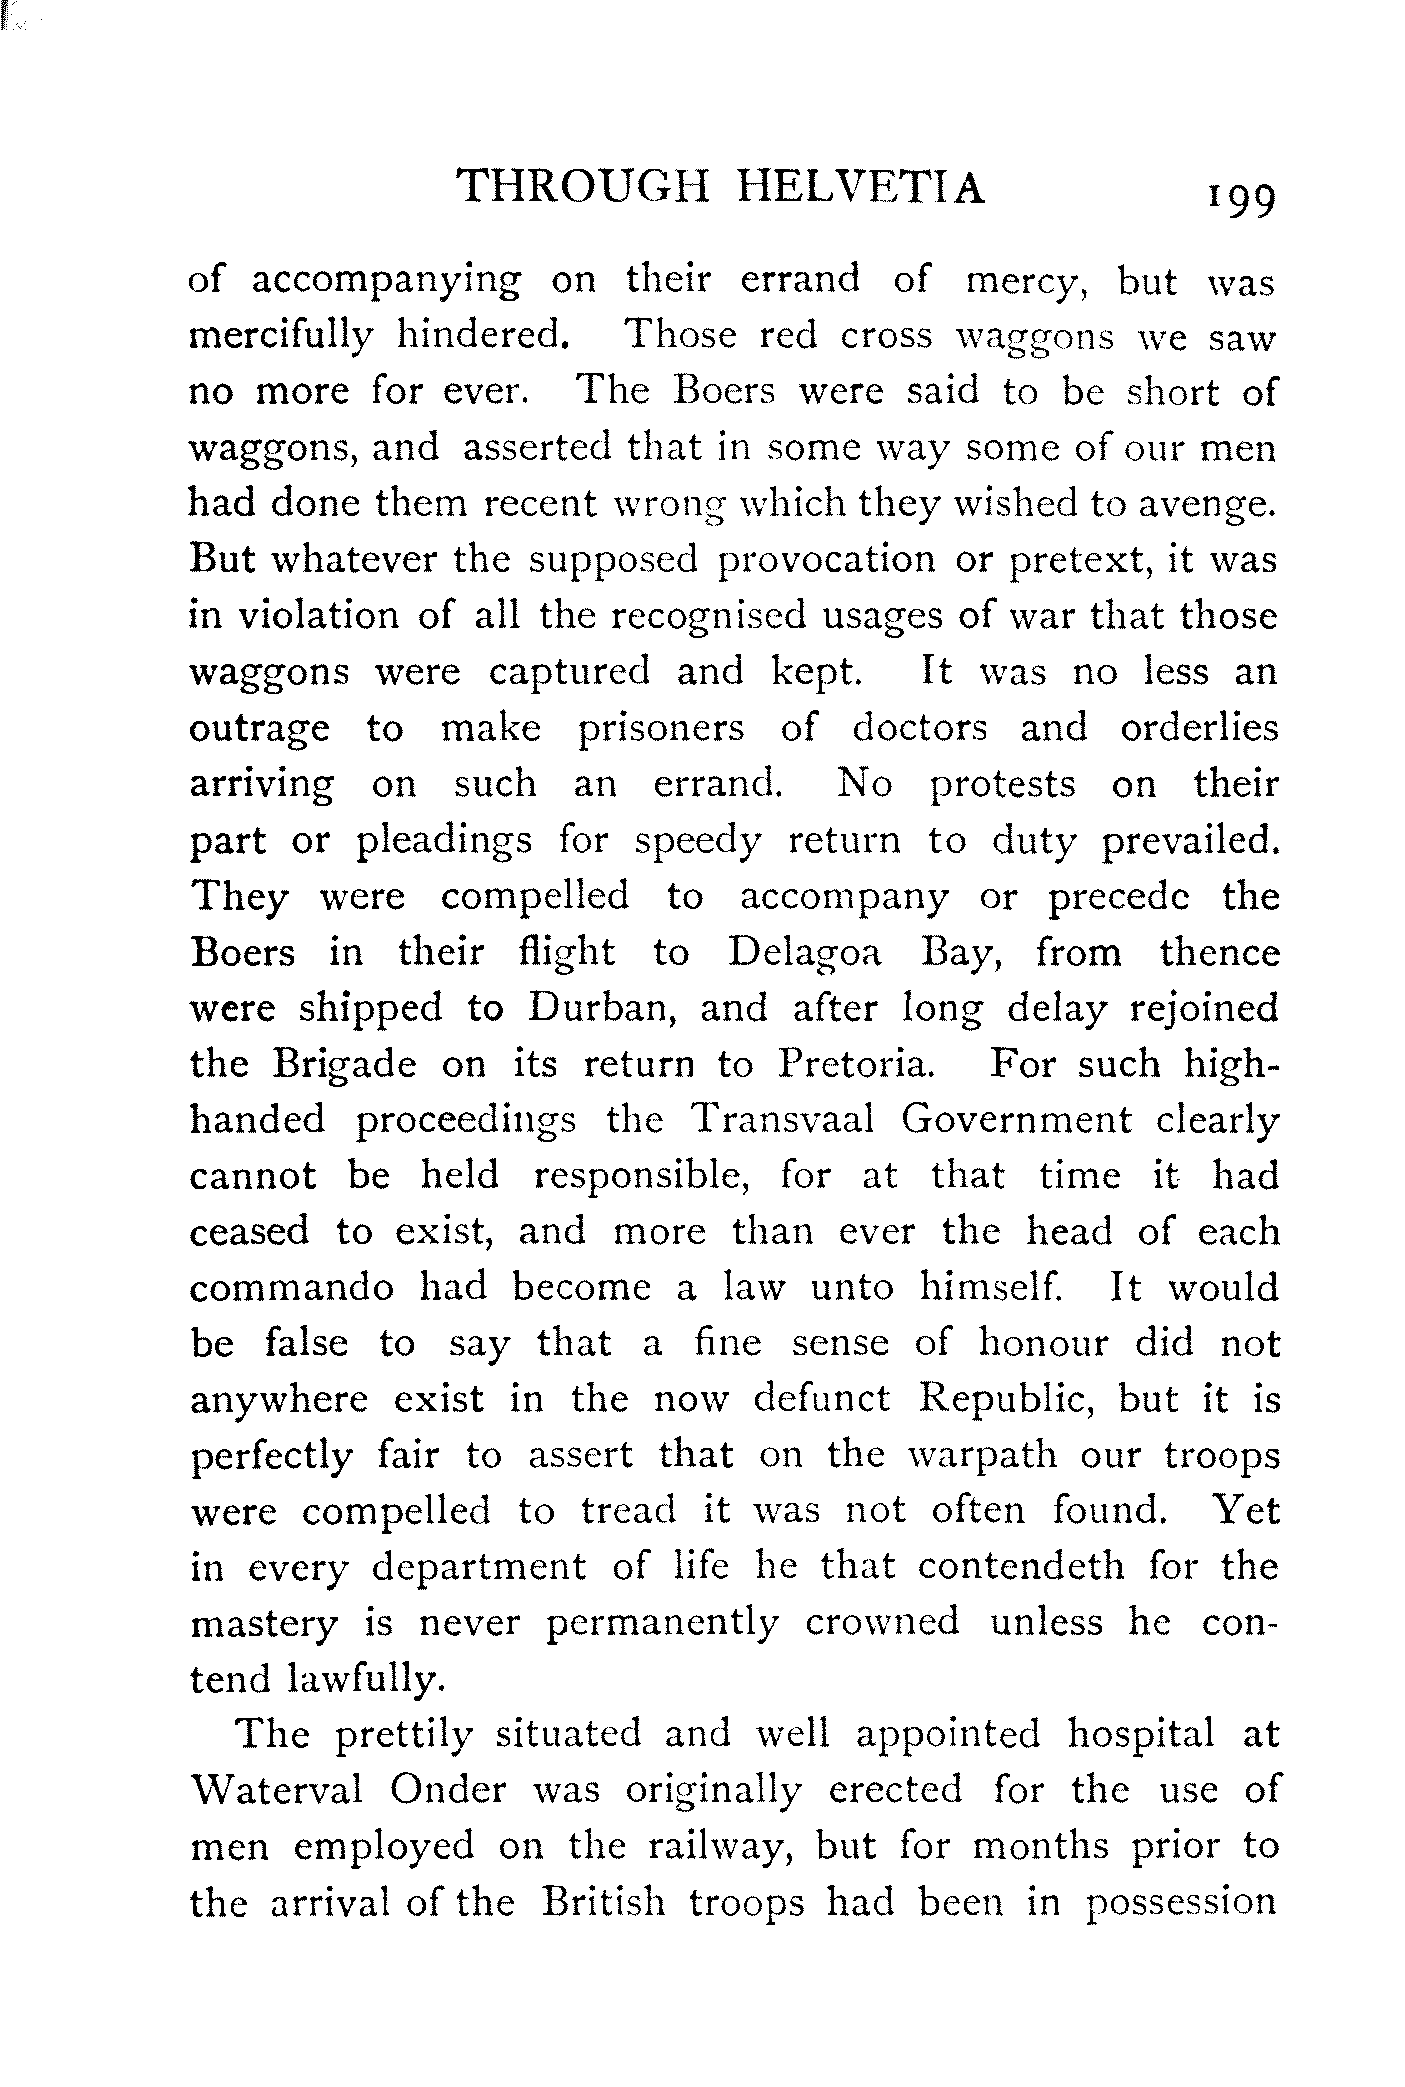 THROUGH HELVETIA 199
of accompanying on their errand of mercy, but was
mercifully hindered. Those red cross waggons we saw
no more for ever. The Boers were said to be short of
waggons, and asserted that in some way some of our men
had done them recent wrong which they wished to avenge.
But whatever the supposed provocation or pretext, it was
in violation of all the recognised usages of war that those
waggons were captured and kept. It was no less an
outrage to make prisoners of doctors and orderlies
arriving on such an errand. No protests on their
part or pleadings for speedy return to duty prevailed.
They were compelled to accompany or precede the
Boers in their flight to Delagoa Bay, from thence
were shipped to Durban, and after long delay rejoined
the Brigade on its return to Pretoria. For such high-
handed proceedings the Transvaal Government clearly
cannot be held responsible, for at that time it had
ceased to exist, and more than ever the head of each
commando had become a law unto himself. It would
be false to say that a fine sense of honour did not
anywhere exist in the now defunct Republic, but it is
perfectly fair to assert that on the warpath our troops
were compelled to tread it was not often found. Yet
in every department of life he that contendeth for the
mastery is never permanently crowned unless he con-
tend lawfully.
The prettily situated and well appointed hospital at
Waterval Onder was originally erected for the use of
men employed on the railway, but for months prior to
the arrival of the British troops had been in possession